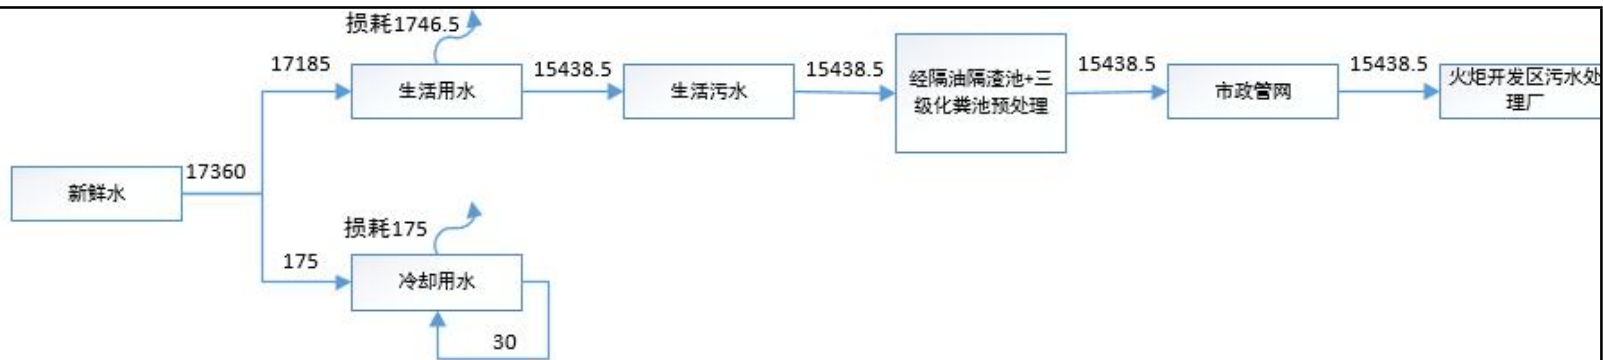 损耗1746.5
17185
生活用水
15438.5
生活污水
15438.5
经隔油隔渣池+三
级化粪池预处理
15438.5
市政管网
15438.5
火炬开发区污水处
理厂
新鲜水
17360
损耗175
175
冷却用水
30